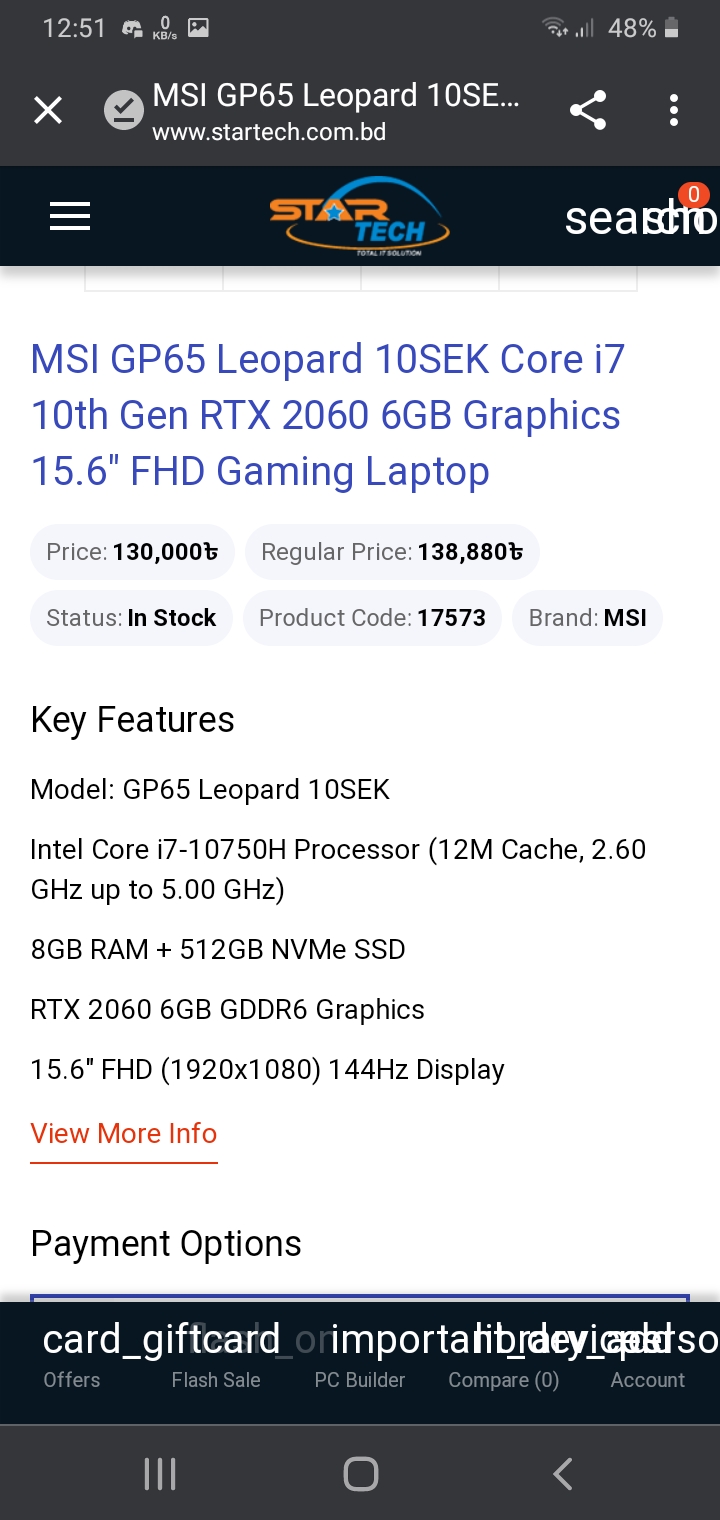 12:51 0 KB/s 48%
MSI GP65 Leopard 10SE...
www.startech.com.bd
0
STAR TECH
TOTAL IT SOLUTION
search
MSI GP65 Leopard 10SEK Core i7
10th Gen RTX 2060 6GB Graphics
15.6" FHD Gaming Laptop
Price: 130,000৳ Regular Price: 138,880৳
Status: In Stock Product Code: 17573 Brand: MSI
Key Features
Model: GP65 Leopard 10SEK
Intel Core i7-10750H Processor (12M Cache, 2.60
GHz up to 5.00 GHz)
8GB RAM + 512GB NVMe SSD
RTX 2060 6GB GDDR6 Graphics
15.6" FHD (1920x1080) 144Hz Display
View More Info
Payment Options
card_giftcard flash_on important_devices
Offers Flash Sale PC Builder Compare (0) Account